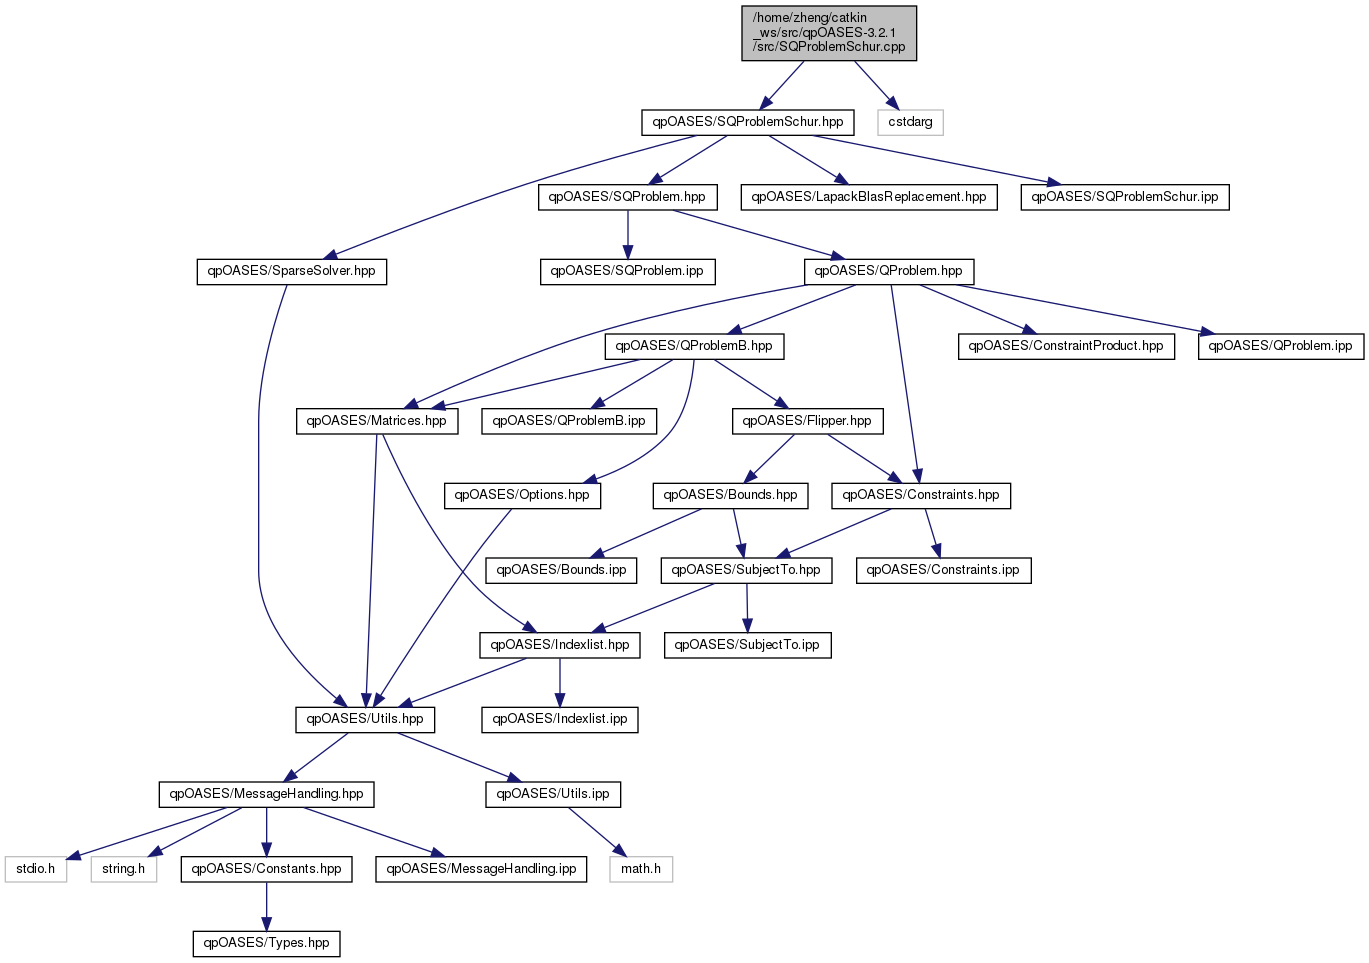 /home/zheng/catkin
_ws/src/qpOASES-3.2.1
/src/SQProblemSchur.cpp
qpOASES/SQProblemSchur.hpp
cstdarg
qpOASES/SQProblem.hpp
qpOASES/LapackBlasReplacement.hpp
qpOASES/SQProblemSchur.ipp
qpOASES/SparseSolver.hpp
qpOASES/SQProblem.ipp
qpOASES/QProblem.hpp
qpOASES/QProblemB.hpp
qpOASES/ConstraintProduct.hpp
qpOASES/QProblem.ipp
qpOASES/Matrices.hpp
qpOASES/QProblemB.ipp
qpOASES/Flipper.hpp
qpOASES/Options.hpp
qpOASES/Bounds.hpp
qpOASES/Constraints.hpp
qpOASES/Bounds.ipp
qpOASES/SubjectTo.hpp
qpOASES/Constraints.ipp
qpOASES/Indexlist.hpp
qpOASES/SubjectTo.ipp
qpOASES/Utils.hpp
qpOASES/Indexlist.ipp
qpOASES/MessageHandling.hpp
qpOASES/Utils.ipp
stdio.h
string.h
qpOASES/Constants.hpp
qpOASES/MessageHandling.ipp
math.h
qpOASES/Types.hpp